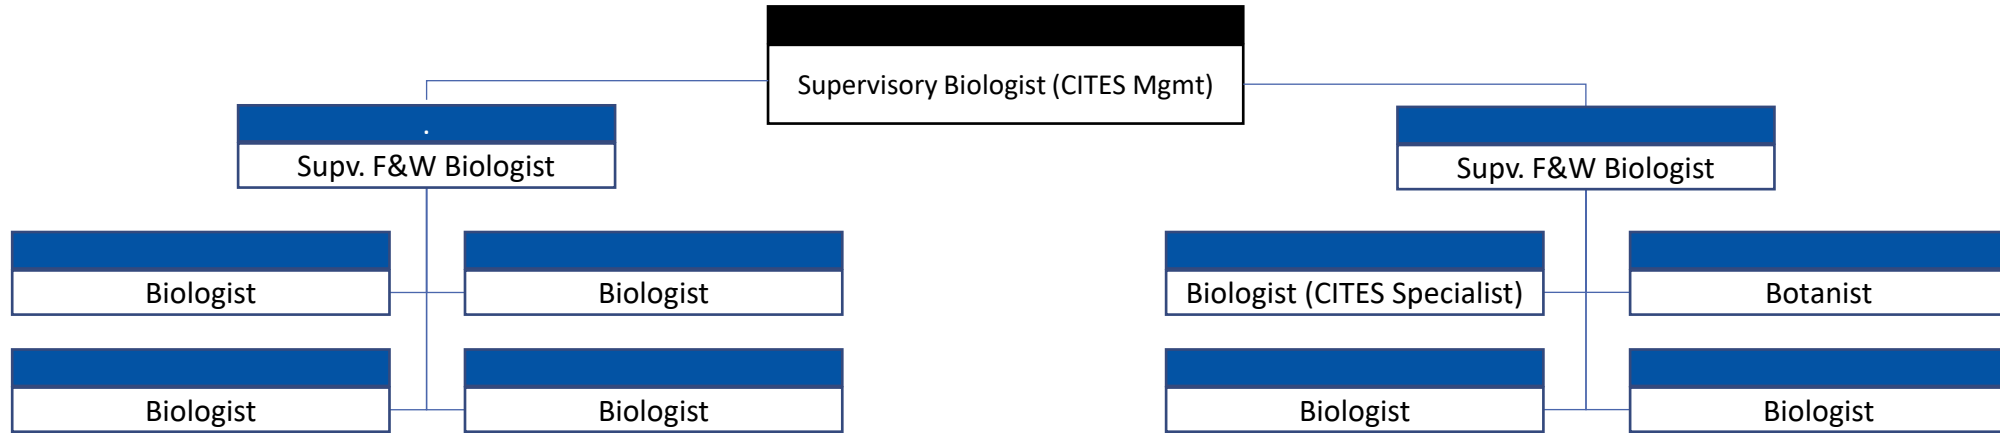 Supervisory Biologist (CITES Mgmt)
.
Supv. F&W Biologist
Supv. F&W Biologist
Biologist
Biologist
Biologist (CITES Specialist)
Botanist
Biologist
Biologist
Biologist
Biologist